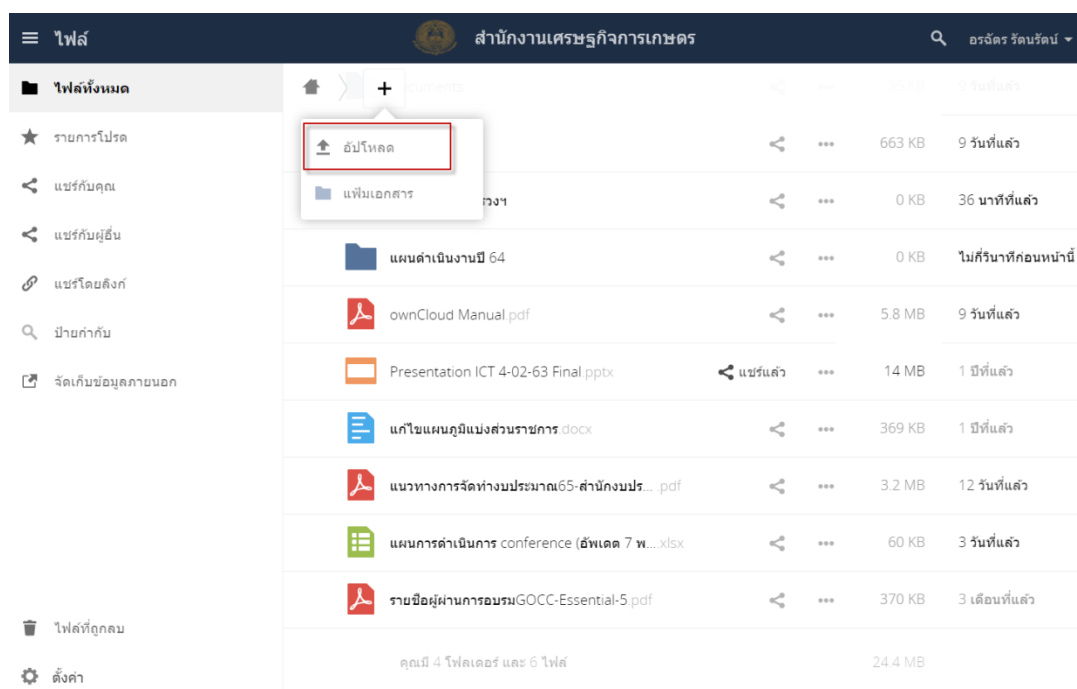 ไฟล์
สำนักงานเศรษฐกิจการเกษตร
อรฉัตร รัตนรัตน์
ไฟล์ทั้งหมด
รายการโปรด
แชร์กับคุณ
แชร์กับผู้อื่น
แชร์โดยลิงก์
ป้ายกำกับ
จัดเก็บข้อมูลภายนอก
ไฟล์ที่ถูกลบ
ตั้งค่า
+
อัปโหลด
แฟ้มเอกสาร
9 วันที่แล้ว
663 KB 9 วันที่แล้ว
0 KB 36 นาทีที่แล้ว
แผนดำเนินงานปี 64 0 KB ไม่กี่วินาทีก่อนหน้านี้
ownCloud Manual.pdf 5.8 MB 9 วันที่แล้ว
Presentation ICT 4-02-63 Final.pptx แชร์แล้ว 14 MB 1 ปีที่แล้ว
แก้ไขแผนภูมิแบ่งส่วนราชการ.docx 369 KB 1 ปีที่แล้ว
แนวทางการจัดทำงบประมาณ65-สำนักงบปร... .pdf 3.2 MB 12 วันที่แล้ว
แผนการดำเนินการ conference (อัพเดต 7 พ....xlsx 60 KB 3 วันที่แล้ว
รายชื่อผู้ผ่านการอบรมGOCC-Essential-5.pdf 370 KB 3 เดือนที่แล้ว
คุณมี 4 โฟลเดอร์ และ 6 ไฟล์ 24.4 MB